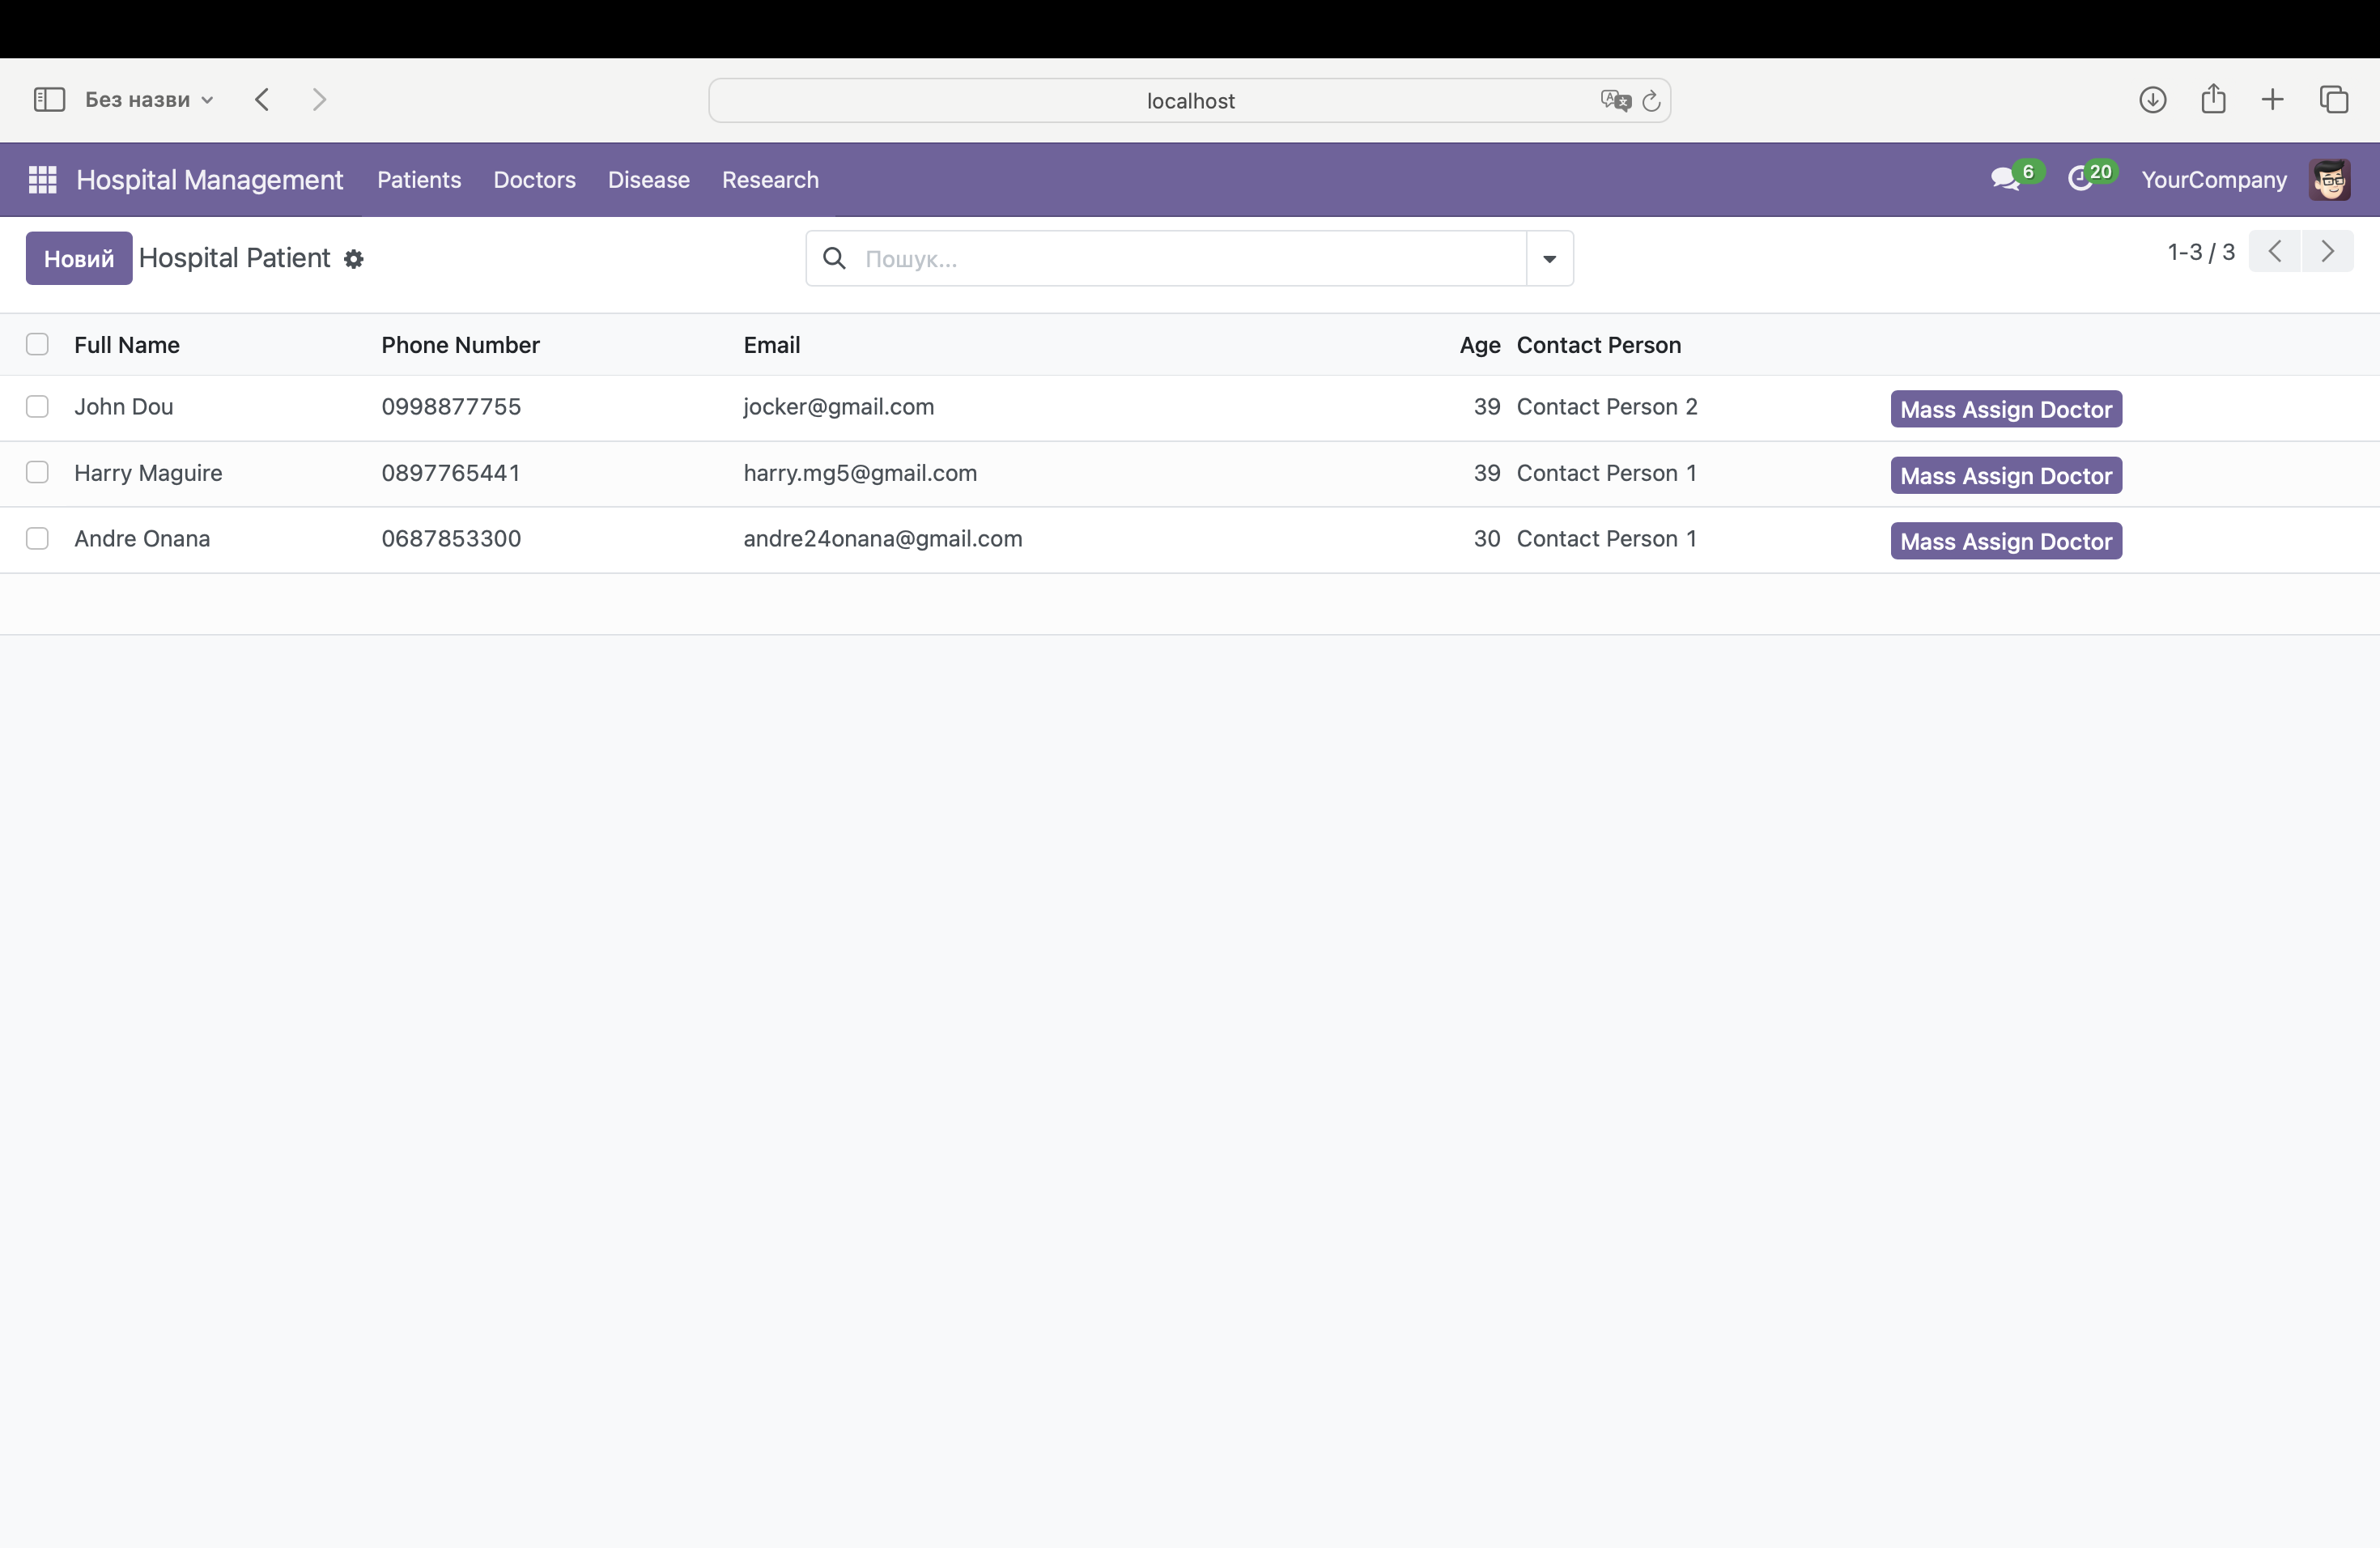 Без назви
localhost
Hospital Management Patients Doctors Disease Research 6 20 YourCompany
Новий Hospital Patient Пошук... 1-3 / 3
Full Name Phone Number Email Age Contact Person
John Dou 0998877755 jocker@gmail.com 39 Contact Person 2 Mass Assign Doctor
Harry Maguire 0897765441 harry.mg5@gmail.com 39 Contact Person 1 Mass Assign Doctor
Andre Onana 0687853300 andre24onana@gmail.com 30 Contact Person 1 Mass Assign Doctor